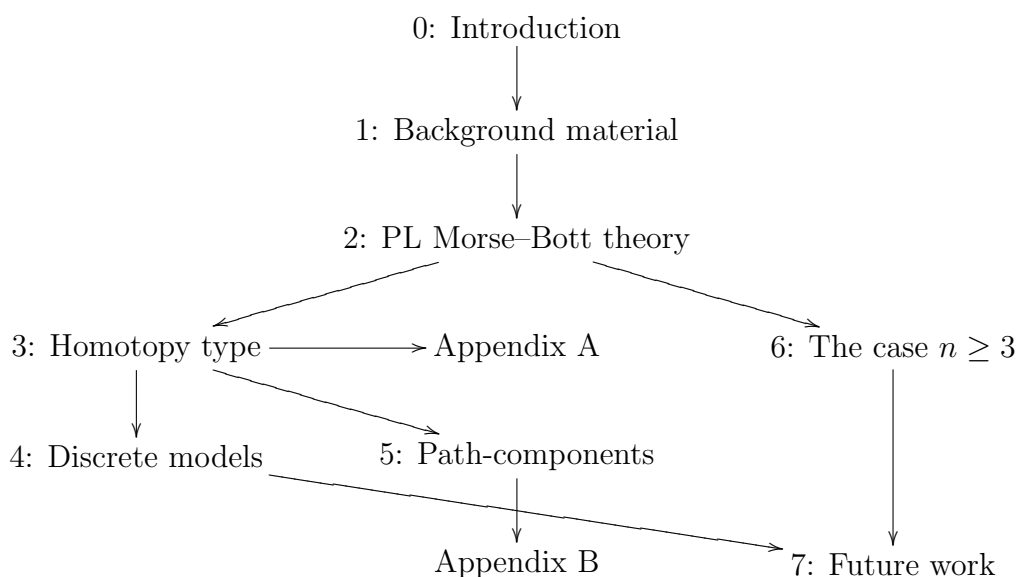 0: Introduction
1: Background material
2: PL Morse–Bott theory
3: Homotopy type
Appendix A
6: The case n ≥ 3
4: Discrete models
5: Path-components
Appendix B
7: Future work